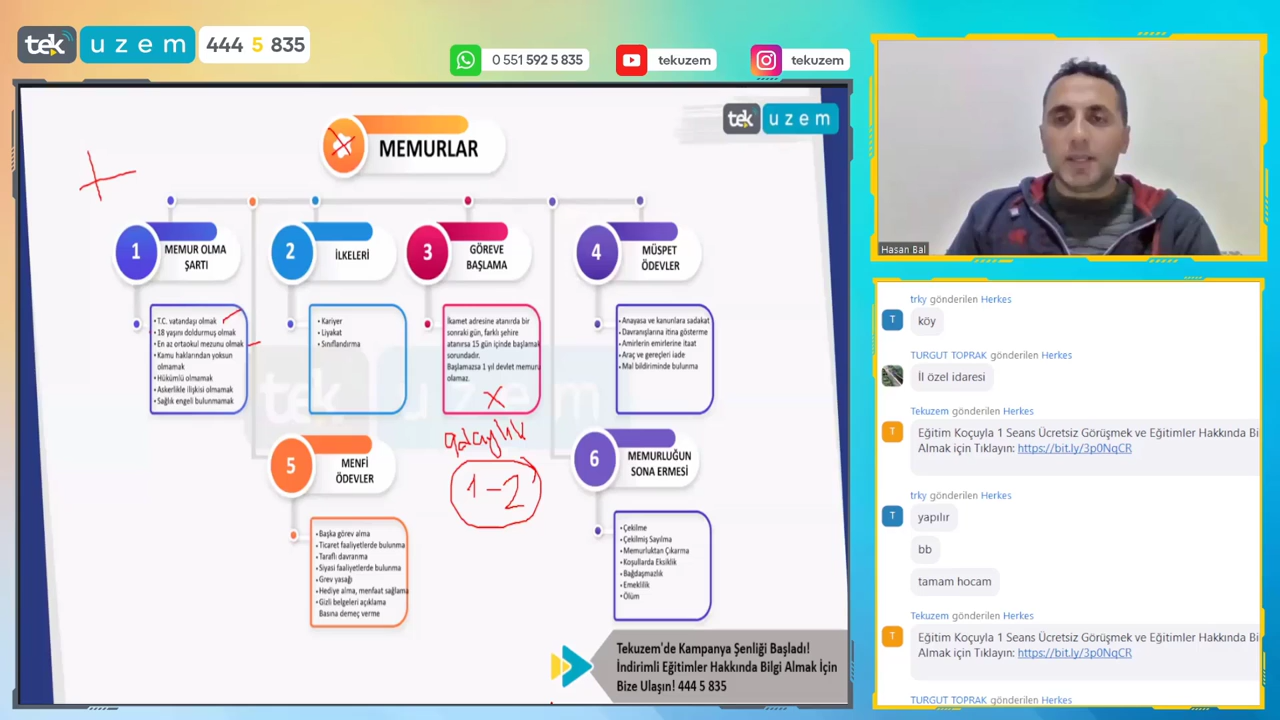 tek uzem 444 5 835
0 551 592 5 835
tekuzem
tekuzem
tek uzem
MEMURLAR
1
MEMUR OLMA
ŞARTI
• T.C. vatandaşı olmak
• 18 yaşını doldurmuş olmak
• En az ortaokul mezunu olmak
• Kamu haklarından yoksun
olmamak
• Hükümlü olmamak
• Askerlikle ilişkisi olmamak
• Sağlık engeli bulunmamak
2
İLKELERİ
• Kariyer
• Liyakat
• Sınıflandırma
3
GÖREVE
BAŞLAMA
İkamet adresine atanırda bir
sonraki gün, farklı şehire
atanırsa 15 gün içinde başlamak
sorundadır.
Başlamazsa 1 yıl devlet memuru
olamaz.
X
1-2
4
MÜSPET
ÖDEVLER
• Anayasa ve kanunlara sadakat
• Davranışlarına itina gösterme
• Amirlerin emirlerine itaat
• Araç ve gereçleri iade
• Mal bildiriminde bulunma
5
MENFİ
ÖDEVLER
• Başka görev alma
• Ticaret faaliyetlerde bulunma
• Taraflı davranma
• Siyasi faaliyetlerde bulunma
• Grev yasağı
• Hediye alma, menfaat sağlama
• Gizli belgeleri açıklama
Basına demeç verme
6
MEMURLUĞUN
SONA ERMESİ
• Çekilme
• Çekilmiş Sayılma
• Memurluktan Çıkarma
• Koşullarda Eksiklik
• Bağdaşmazlık
• Emeklilik
• Ölüm
tek uzem
Tekuzem'de Kampanya Şenliği Başladı!
İndirimli Eğitimler Hakkında Bilgi Almak İçin
Bize Ulaşın! 444 5 835
Hasan Bal
trky gönderilen Herkes
T
köy
TURGUT TOPRAK gönderilen Herkes
İl özel idaresi
Tekuzem gönderilen Herkes
T
Eğitim Koçuyla 1 Seans Ücretsiz Görüşmek ve Eğitimler Hakkında Bi
Almak için Tıklayın: https://bit.ly/3p0NqCR
trky gönderilen Herkes
T
yapılır
bb
tamam hocam
Tekuzem gönderilen Herkes
T
Eğitim Koçuyla 1 Seans Ücretsiz Görüşmek ve Eğitimler Hakkında Bi
Almak için Tıklayın: https://bit.ly/3p0NqCR
TURGUT TOPRAK gönderilen Herkes